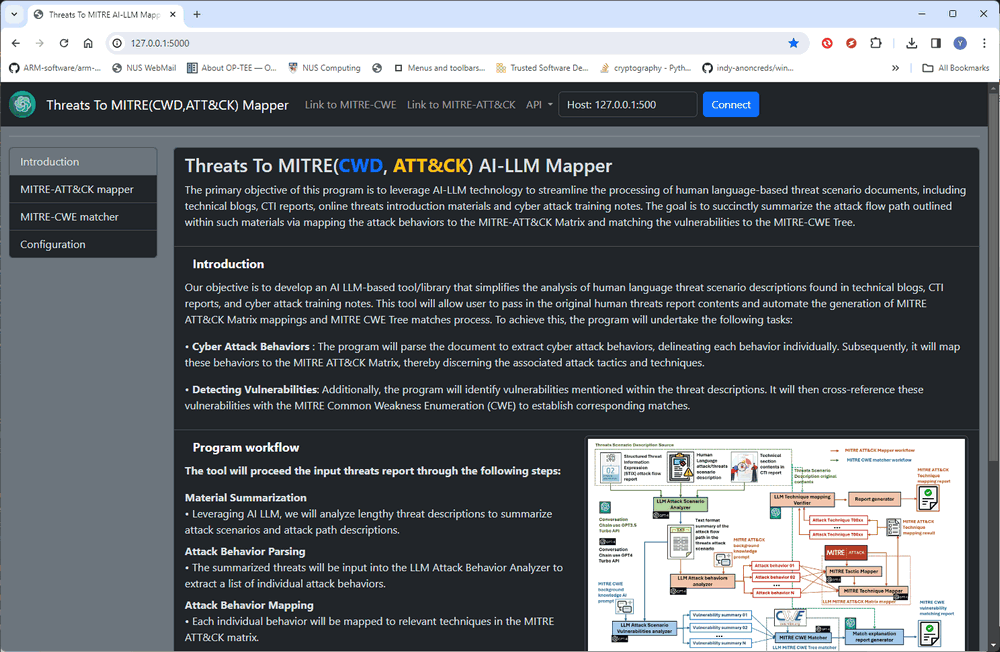 Threats To MITRE AI-LLM Mapp
127.0.0.1:5000
Y
ARM-software/arm-...
NUS WebMail
About OP-TEE — O...
NUS Computing
Menus and toolbars...
Trusted Software De...
cryptography - Pyth...
indy-anoncreds/win...
»
All Bookmarks
Threats To MITRE(CWD,ATT&CK) Mapper
Link to MITRE-CWE
Link to MITRE-ATT&CK
API
Host: 127.0.0.1:500
Connect
Introduction
MITRE-ATT&CK mapper
MITRE-CWE matcher
Configuration
Threats To MITRE(CWD, ATT&CK) AI-LLM Mapper
The primary objective of this program is to leverage AI-LLM technology to streamline the processing of human language-based threat scenario documents, including
technical blogs, CTI reports, online threats introduction materials and cyber attack training notes. The goal is to succinctly summarize the attack flow path outlined
within such materials via mapping the attack behaviors to the MITRE-ATT&CK Matrix and matching the vulnerabilities to the MITRE-CWE Tree.
Introduction
Our objective is to develop an AI LLM-based tool/library that simplifies the analysis of human language threat scenario descriptions found in technical blogs, CTI
reports, and cyber attack training notes. This tool will allow user to pass in the original human threats report contents and automate the generation of MITRE
ATT&CK Matrix mappings and MITRE CWE Tree matches process. To achieve this, the program will undertake the following tasks:
• Cyber Attack Behaviors : The program will parse the document to extract cyber attack behaviors, delineating each behavior individually. Subsequently, it will map
these behaviors to the MITRE ATT&CK Matrix, thereby discerning the associated attack tactics and techniques.
• Detecting Vulnerabilities: Additionally, the program will identify vulnerabilities mentioned within the threat descriptions. It will then cross-reference these
vulnerabilities with the MITRE Common Weakness Enumeration (CWE) to establish corresponding matches.
Program workflow
The tool will proceed the input threats report through the following steps:
Material Summarization
• Leveraging AI LLM, we will analyze lengthy threat descriptions to summarize
attack scenarios and attack path descriptions.
Attack Behavior Parsing
• The summarized threats will be input into the LLM Attack Behavior Analyzer to
extract a list of individual attack behaviors.
Attack Behavior Mapping
• Each individual behavior will be mapped to relevant techniques in the MITRE
ATT&CK matrix.
Threats Scenario Description Source
Structured Threat
Information
Expression
(STIX) attack flow
report
Human
Language
attack/threats
scenario
description
Technical
section
contents in
CTI report
MITRE ATT&CK Mapper workflow
MITRE CWE matcher workflow
Threats Scenario
Description original
contents
MITRE ATT&CK
Technique
mapping report
LLM Attack Scenario
Analyzer
LLM Technique mapping
Verifier
Report generator
Conversation
Chain use GPT3.5
Turbo API
Conversation
Chain use GPT4
Turbo API
Text format
summary of the
attack flow
path in the
threats attack
scenario
MITRE ATT&CK
background
knowledge
prompt
Attack Technique T00xx
...
Attack Technique T00xx
MITRE ATT&CK
Technique
mapping result
MITRE ATT&CK
LLM Attack behaviors
analyzer
Attack behavior 01
Attack behavior 02
...
Attack behavior N
MITRE Tactic Mapper
MITRE Technique Mapper
LLM MITRE ATT&CK Matrix mapper
MITRE CWE
background
knowledge AI
prompt
LLM Attack Scenario
Vulnerabilities analyzer
Vulnerability summary 01
Vulnerability summary 02
...
Vulnerability summary N
CWE
MITRE CWE Matcher
LLM MITRE CWE Tree matcher
Match explanation
report generator
MITRE CWE
vulnerability
matching report